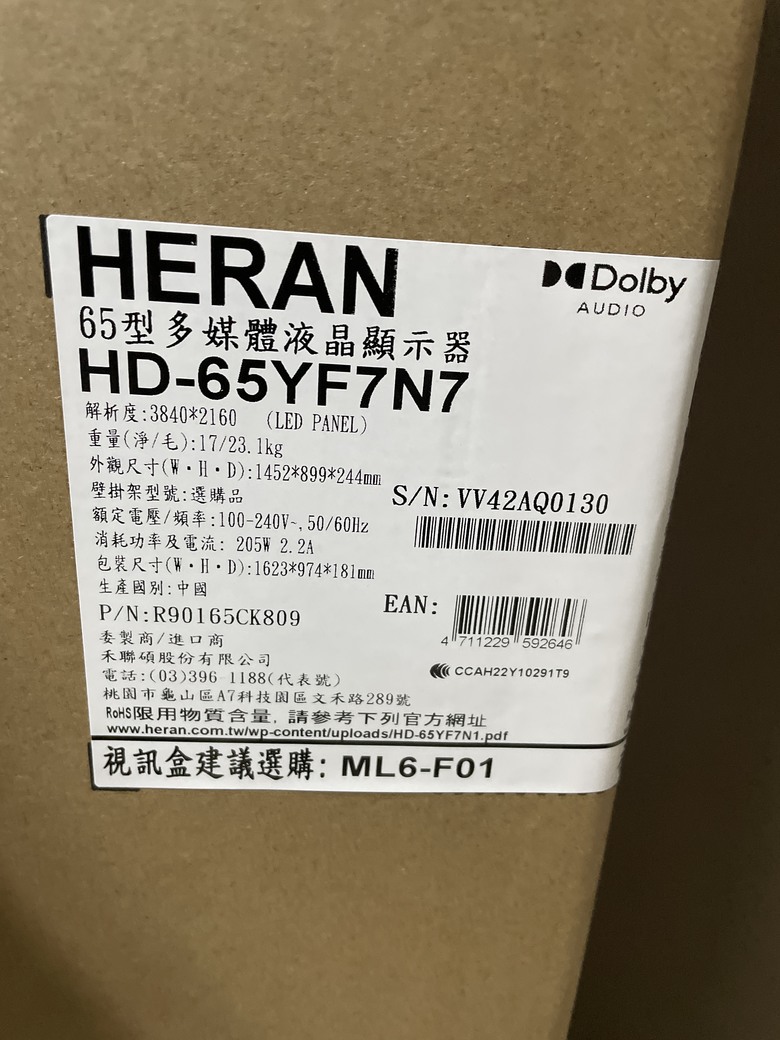 HERAN
Dolby
AUDIO
65型多媒體液晶顯示器
HD-65YF7N7
解析度:3840*2160 (LED PANEL)
重量(淨/毛):17/23.1kg
外觀尺寸(W·H·D):1452*899*244mm
壁掛架型號:選購品
額定電壓/頻率:100-240V~,50/60Hz
消耗功率及電流: 205W 2.2A
包裝尺寸(W·H·D):1623*974*181mm
生產國別:中國
P/N:R90165CK809
S/N:VV42AQ0130
EAN:
4 711229 592646
CCAH22Y10291T9
委製商/進口商
禾聯碩股份有限公司
電話:(03)396-1188(代表號)
桃園市龜山區A7科技園區文禾路289號
RoHS限用物質含量, 請參考下列官方網址
www.heran.com.tw/wp-content/uploads/HD-65YF7N1.pdf
視訊盒建議選購: ML6-F01